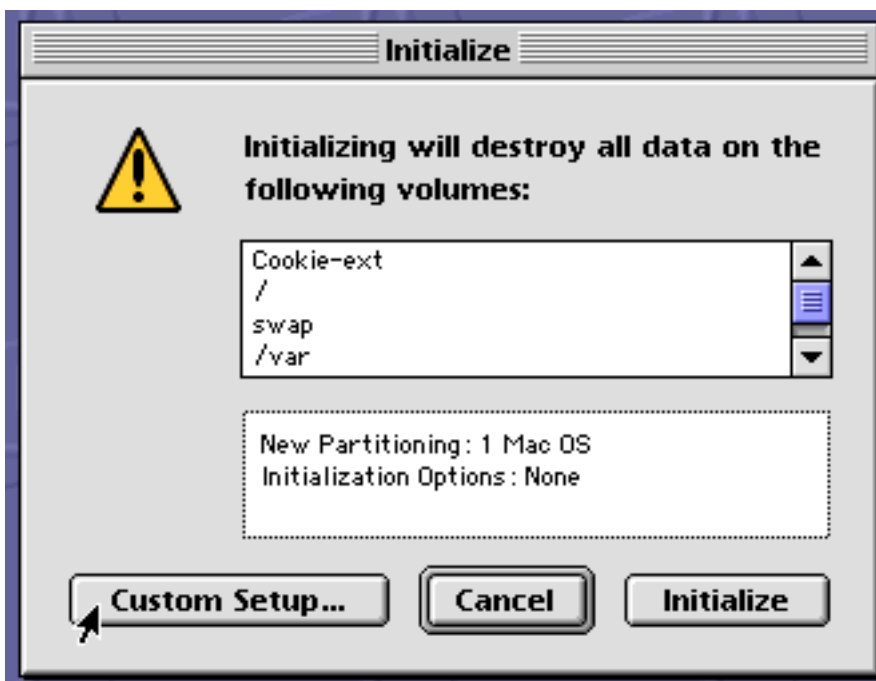 Initialize
Initializing will destroy all data on the
following volumes:
Cookie-ext
/
swap
/var
New Partitioning: 1 Mac OS
Initialization Options: None
Custom Setup...
Cancel
Initialize